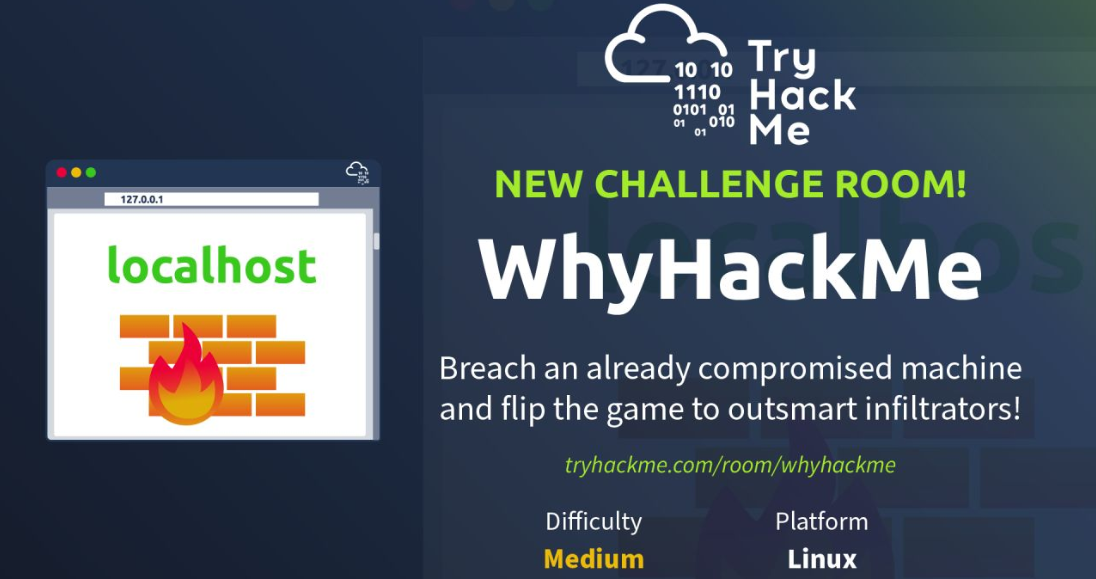 Try
Hack
Me
10 10
1110
0101 01
01 010
01
NEW CHALLENGE ROOM!
127.0.0.1
localhost
WhyHackMe
Breach an already compromised machine
and flip the game to outsmart infiltrators!
tryhackme.com/room/whyhackme
Difficulty
Platform
Medium
Linux